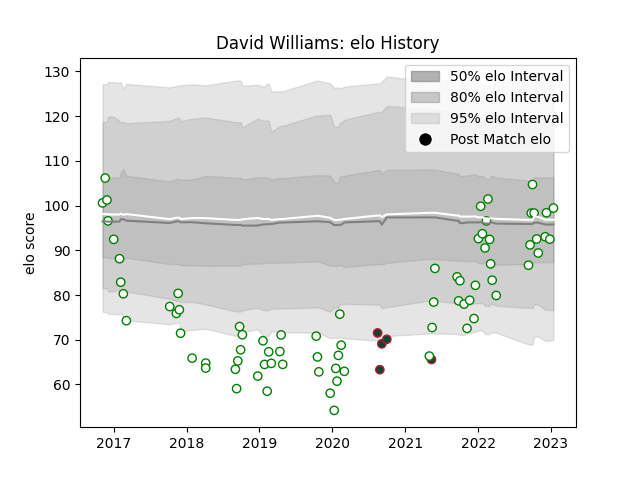 David Williams: elo History
130
120
110
100
90
80
70
60
elo score
50% elo Interval
80% elo Interval
95% elo Interval
Post Match elo
2017 2018 2019 2020 2021 2022 2023